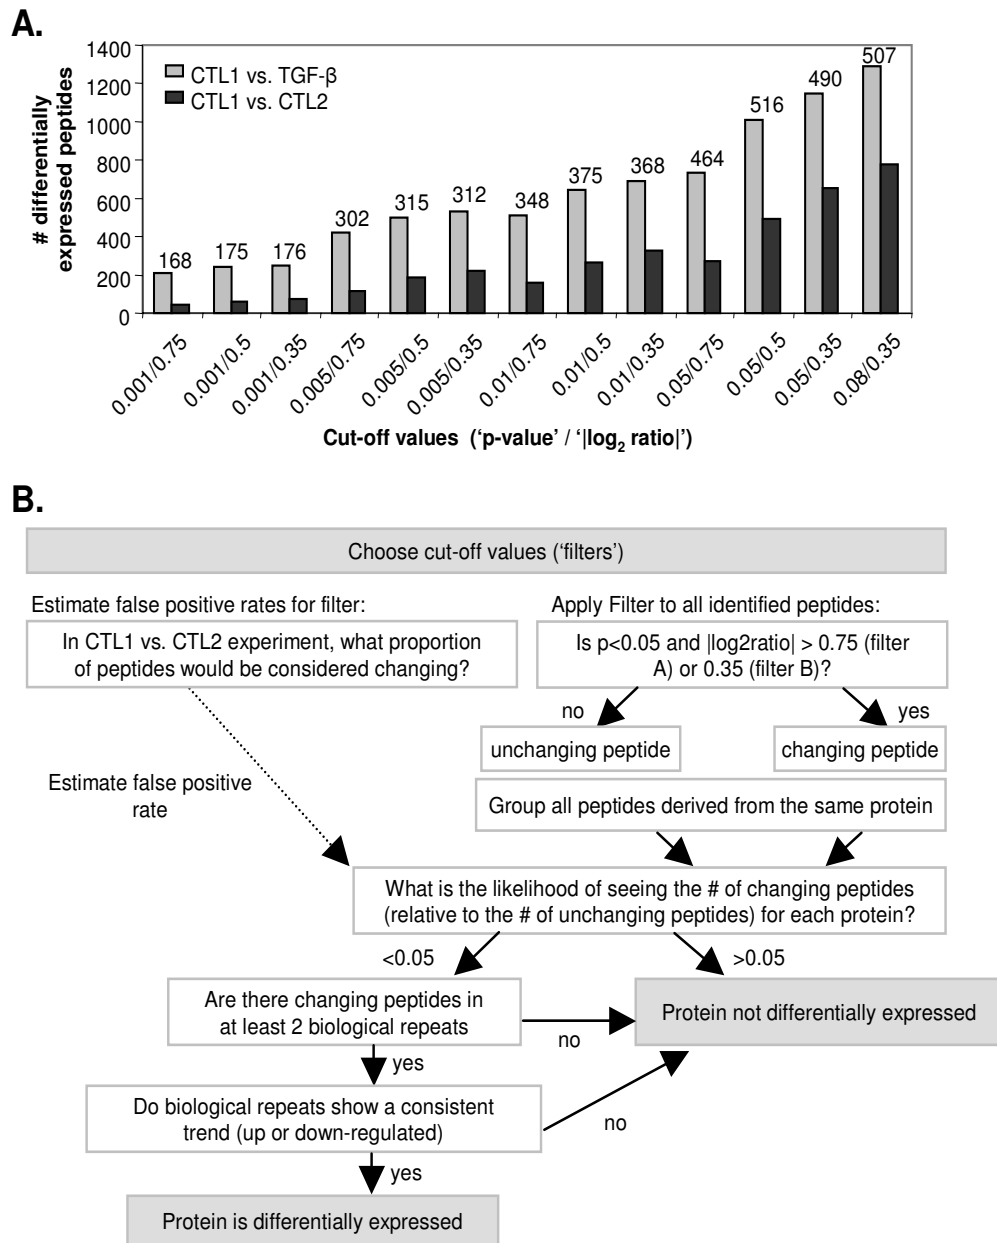 A.
1400
1200
1000
800
600
400
200
0
# differentially
expressed peptides
CTL1 vs. TGF-β
CTL1 vs. CTL2
168
175
176
302
315
312
348
375
368
464
516
490
507
0.001/0.75
0.001/0.5
0.001/0.35
0.005/0.75
0.005/0.5
0.005/0.35
0.01/0.75
0.01/0.5
0.01/0.35
0.05/0.75
0.05/0.5
0.05/0.35
0.08/0.35
Cut-off values ('p-value' / '|log2 ratio|')
B.
Choose cut-off values ('filters')
Estimate false positive rates for filter:
In CTL1 vs. CTL2 experiment, what proportion
of peptides would be considered changing?
Apply Filter to all identified peptides:
Is p<0.05 and |log2ratio| > 0.75 (filter
A) or 0.35 (filter B)?
no
yes
unchanging peptide
changing peptide
Estimate false positive
rate
Group all peptides derived from the same protein
What is the likelihood of seeing the # of changing peptides
(relative to the # of unchanging peptides) for each protein?
<0.05
>0.05
Are there changing peptides in
at least 2 biological repeats
no
Protein not differentially expressed
yes
Do biological repeats show a consistent
trend (up or down-regulated)
no
yes
Protein is differentially expressed